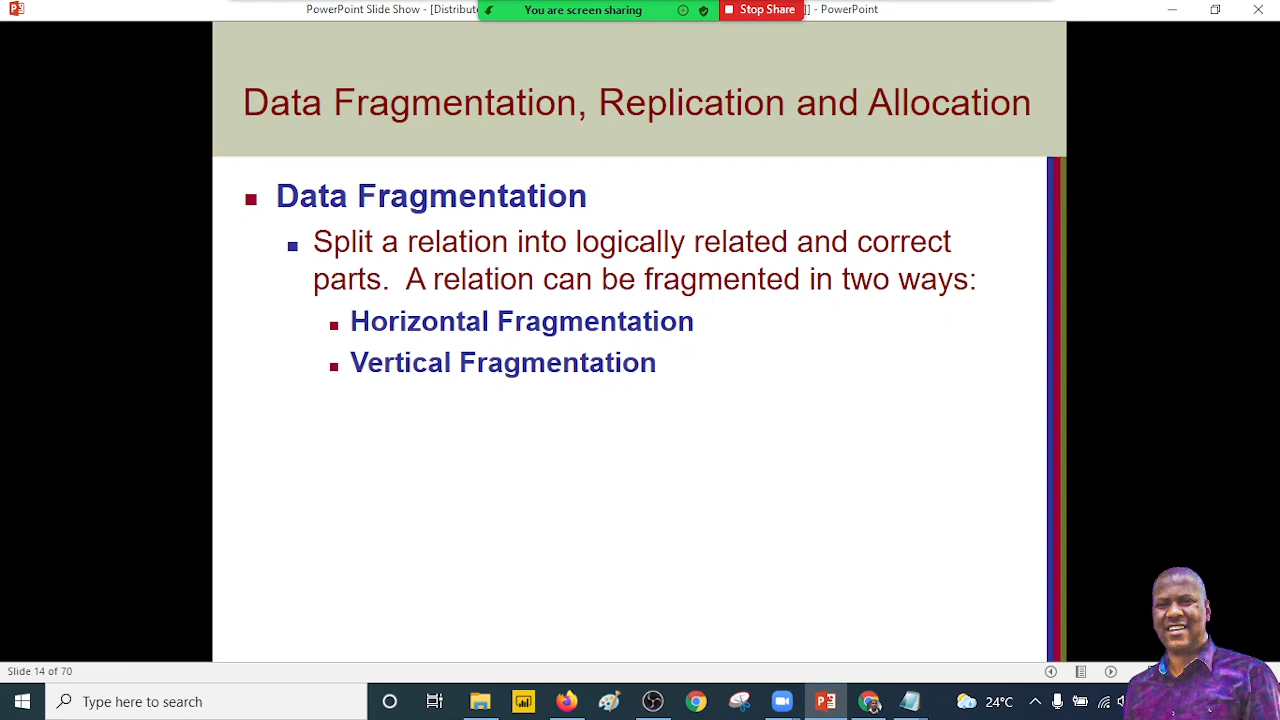 PowerPoint Slide Show - [Distribute
You are screen sharing
Stop Share
]] - PowerPoint
Data Fragmentation, Replication and Allocation
Data Fragmentation
Split a relation into logically related and correct
parts. A relation can be fragmented in two ways:
Horizontal Fragmentation
Vertical Fragmentation
Slide 14 of 70
Type here to search
24°C